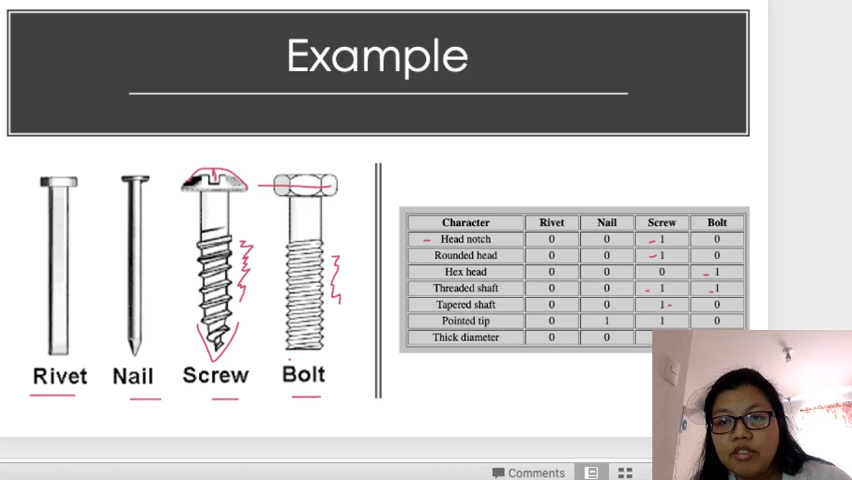 Example
Rivet Nail Screw Bolt
Character Rivet Nail Screw Bolt
Head notch 0 0 1 0
Rounded head 0 0 1 0
Hex head 0 0 0 1
Threaded shaft 0 0 1 1
Tapered shaft 0 0 1 0
Pointed tip 0 1 1 0
Thick diameter 0 0
Comments